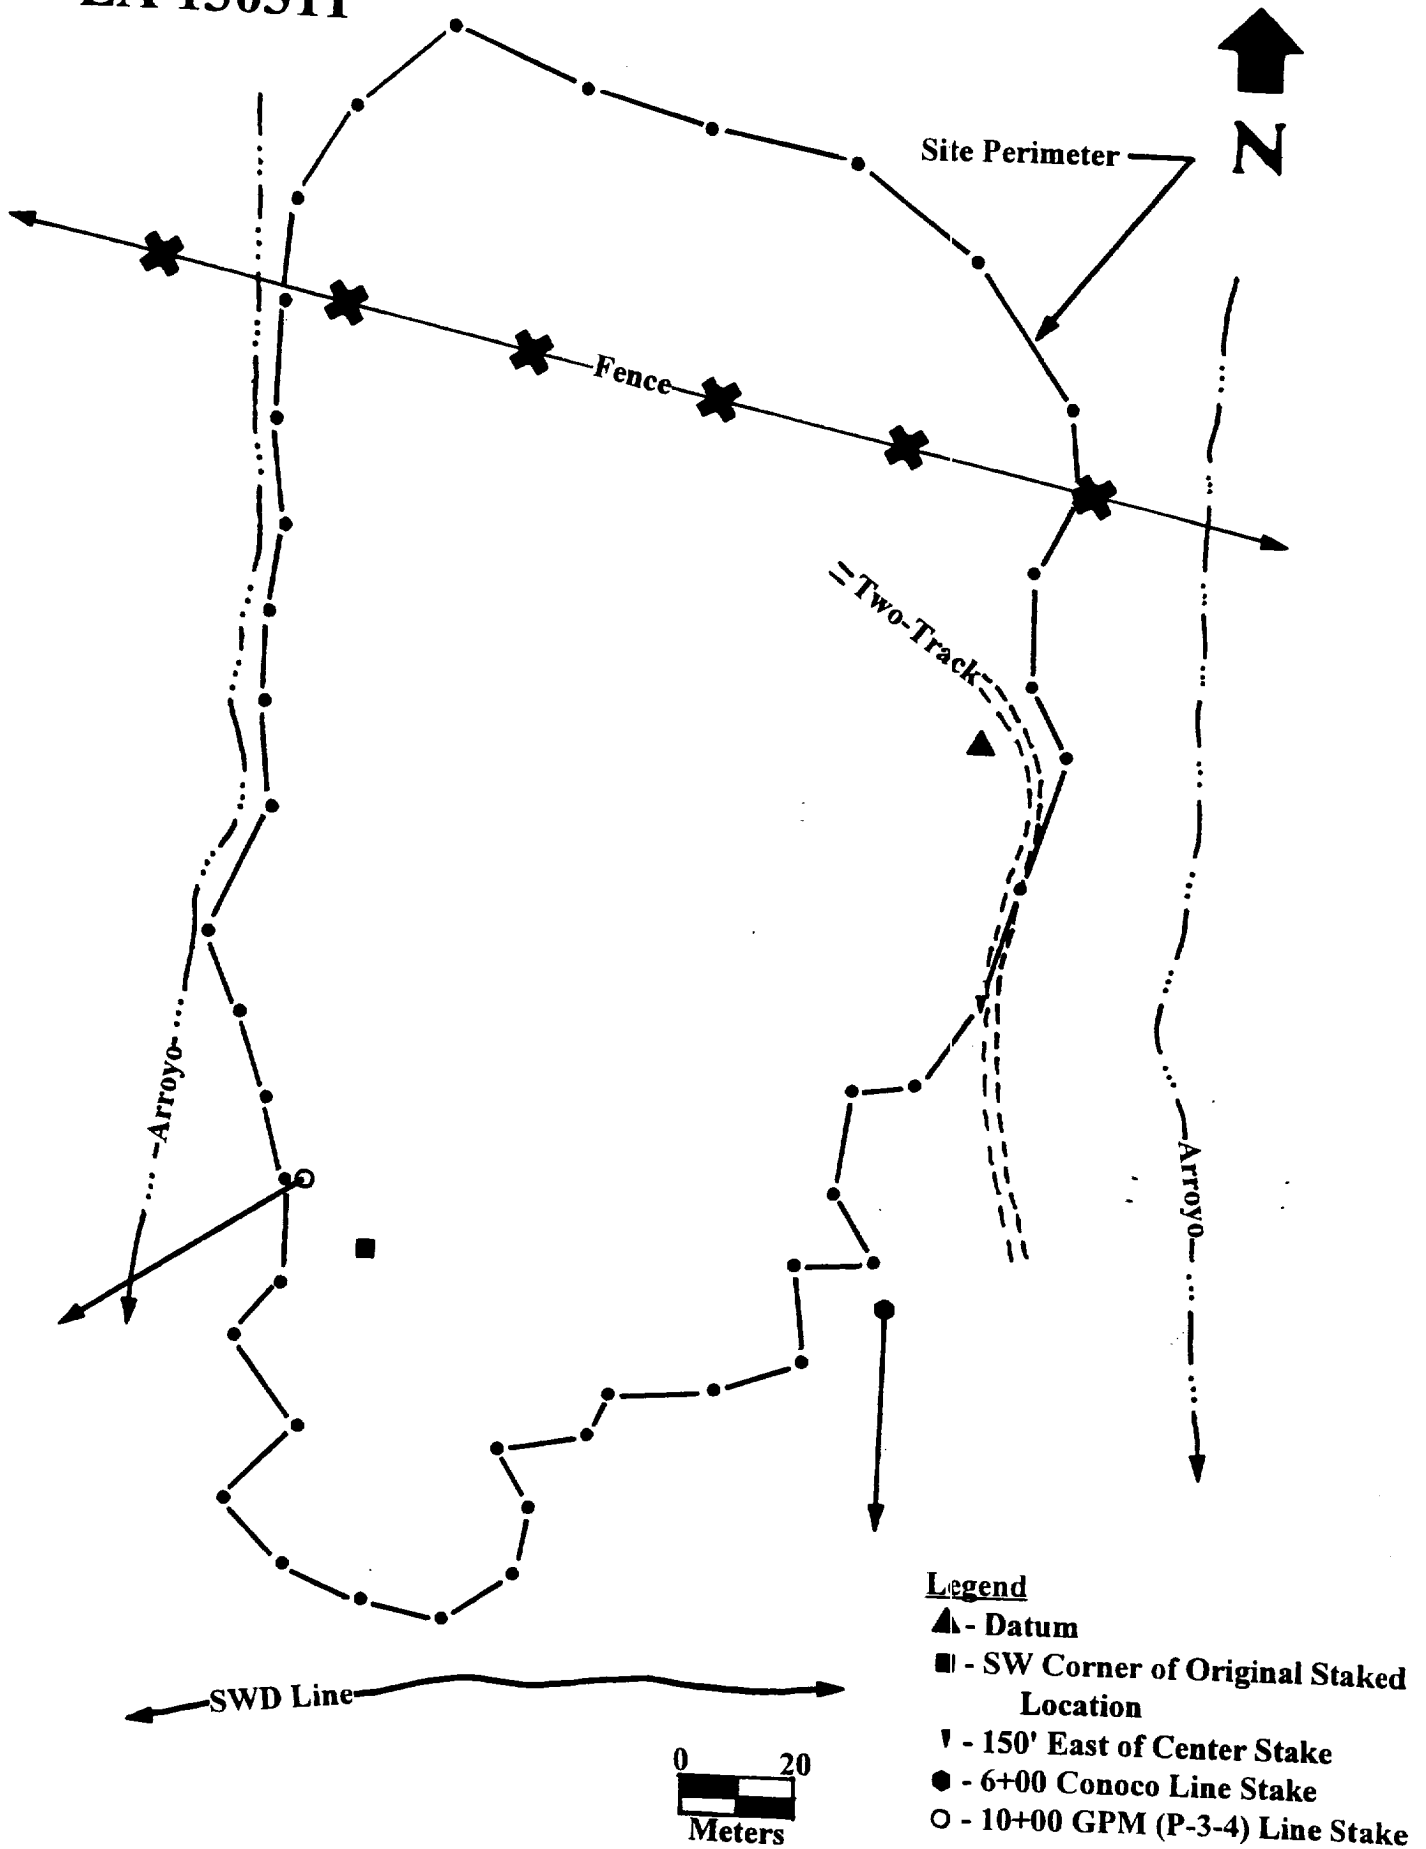 N
Site Perimeter
Fence
Two-Track
Arroyo
Arroyo
SWD Line
0 20
Meters
Legend
- Datum
- SW Corner of Original Staked
Location
- 150' East of Center Stake
- 6+00 Conoco Line Stake
- 10+00 GPM (P-3-4) Line Stake